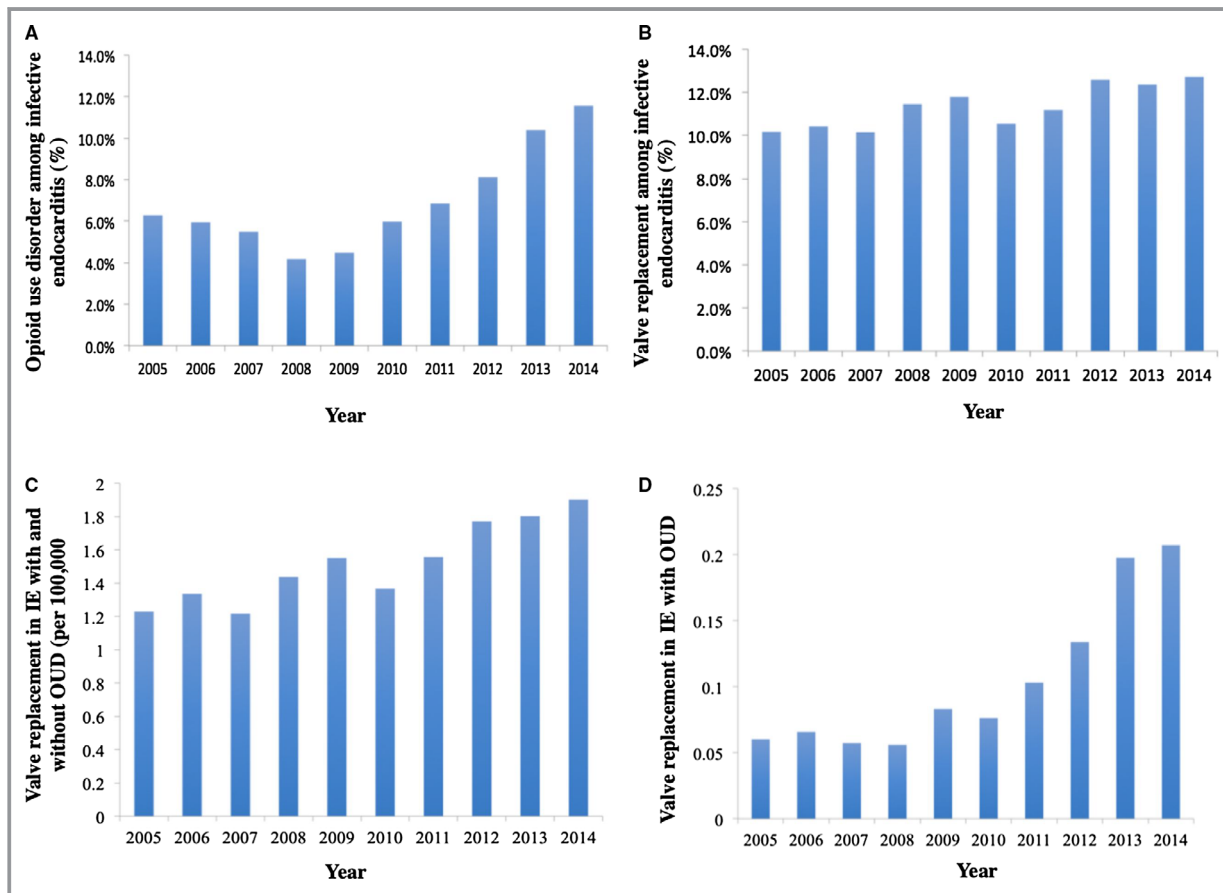 A
Opioid use disorder among infective
endocarditis (%)
14.0%
12.0%
10.0%
8.0%
6.0%
4.0%
2.0%
0.0%
2005 2006 2007 2008 2009 2010 2011 2012 2013 2014
Year
B
Valve replacement among infective
endocarditis (%)
14.0%
12.0%
10.0%
8.0%
6.0%
4.0%
2.0%
0.0%
2005 2006 2007 2008 2009 2010 2011 2012 2013 2014
Year
C
Valve replacement in IE with and
without OUD (per 100,000
2
1.8
1.6
1.4
1.2
1
0.8
0.6
0.4
0.2
0
2005 2006 2007 2008 2009 2010 2011 2012 2013 2014
Year
D
Valve replacement in IE with OUD
0.25
0.2
0.15
0.1
0.05
0
2005 2006 2007 2008 2009 2010 2011 2012 2013 2014
Year